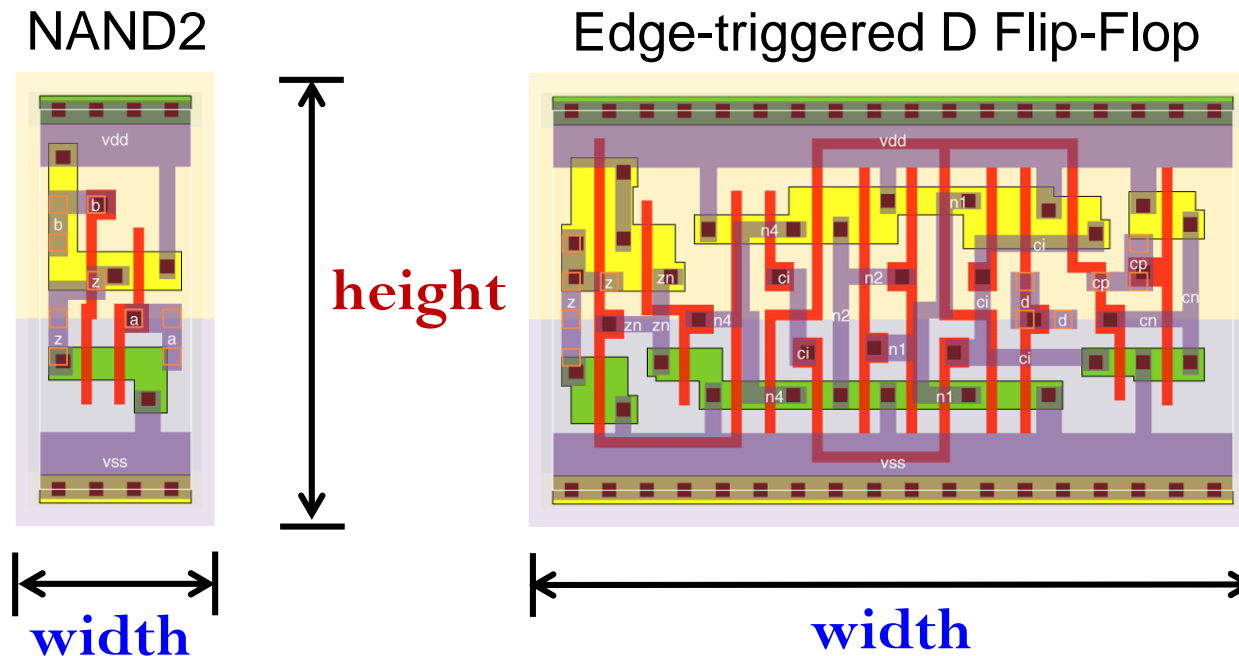 NAND2
Edge-triggered D Flip-Flop
vdd
b
b
z
a
z
a
vss
height
vdd
n4
n1
ci
z
z
zn
ci
n2
ci
cp
cp
d
cn
zn
zn
n4
n2
d
cn
ci
n1
ci
n4
n1
vss
width
width